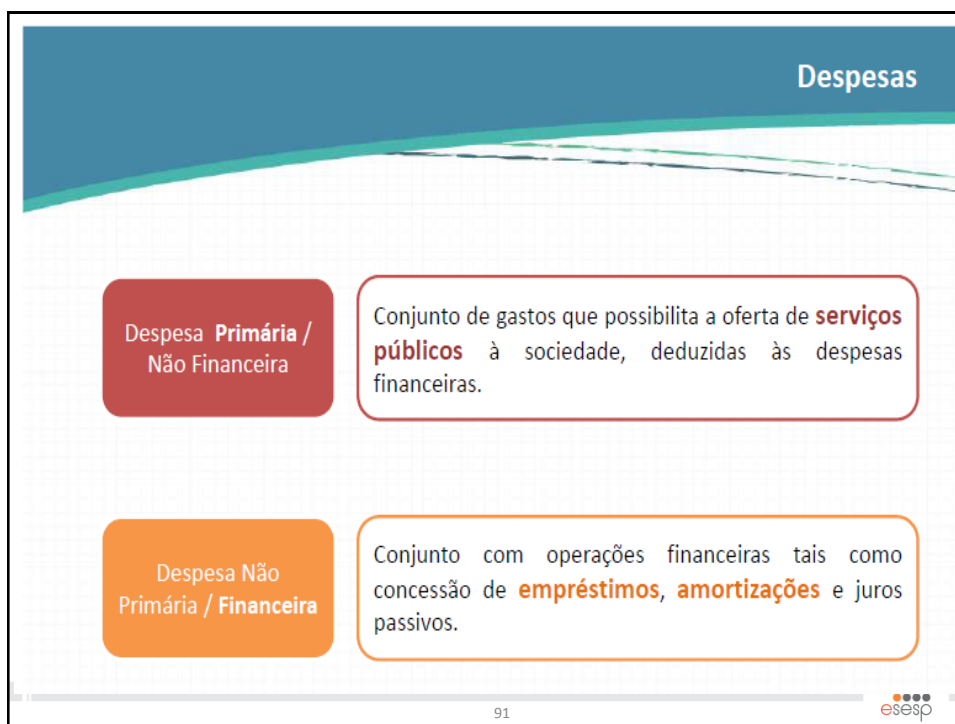 Despesas
Despesa Primária /
Não Financeira
Conjunto de gastos que possibilita a oferta de serviços
públicos à sociedade, deduzidas às despesas
financeiras.
Despesa Não
Primária / Financeira
Conjunto com operações financeiras tais como
concessão de empréstimos, amortizações e juros
passivos.
91
esesp